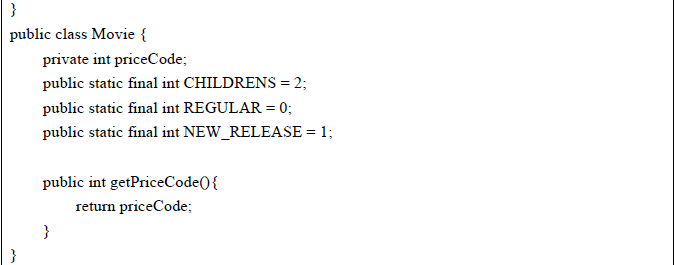 }
public class Movie {
private int priceCode;
public static final int CHILDRENS = 2;
public static final int REGULAR = 0;
public static final int NEW_RELEASE = 1;
public int getPriceCode(){
return priceCode;
}
}